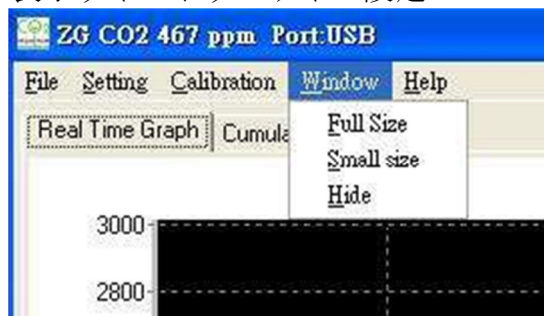 ZG CO2 467 ppm Port:USB
File Setting Calibration Window Help
Real Time Graph
Full Size
Small size
Hide
3000
2800